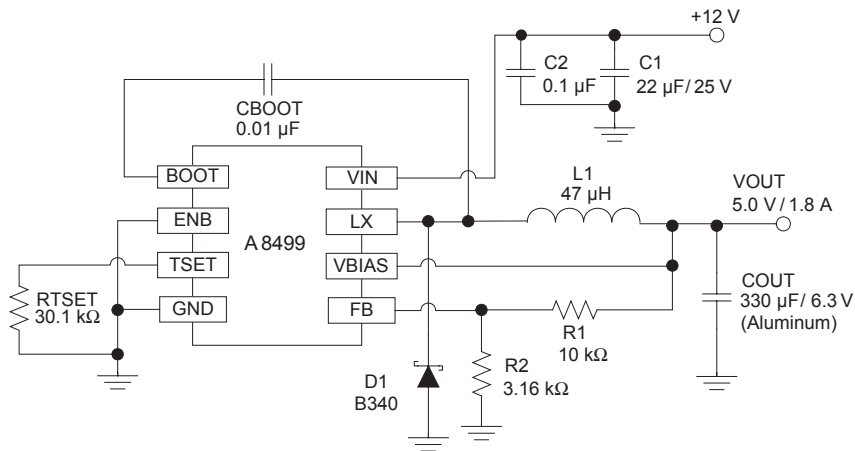 +12 V
C2
0.1 µF
C1
22 µF/ 25 V
CBOOT
0.01 µF
BOOT
VIN
L1
47 µH
VOUT
5.0 V / 1.8 A
ENB
LX
A 8499
TSET
VBIAS
RTSET
30.1 kΩ
GND
FB
COUT
330 µF/ 6.3 V
(Aluminum)
R1
10 kΩ
R2
3.16 kΩ
D1
B340